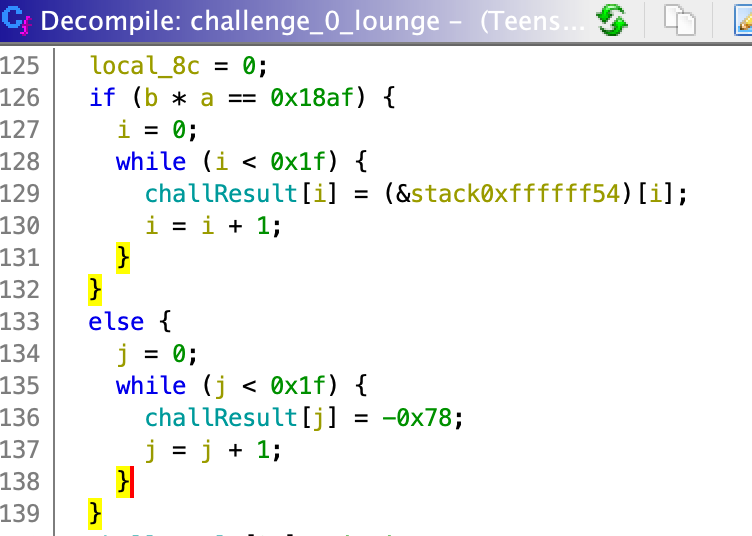 Decompile: challenge_0_lounge - (Teens...
125 local_8c = 0;
126 if (b * a == 0x18af) {
127 i = 0;
128 while (i < 0x1f) {
129 challResult[i] = (&stack0xffffff54)[i];
130 i = i + 1;
131 }
132 }
133 else {
134 j = 0;
135 while (j < 0x1f) {
136 challResult[j] = -0x78;
137 j = j + 1;
138 }
139 }